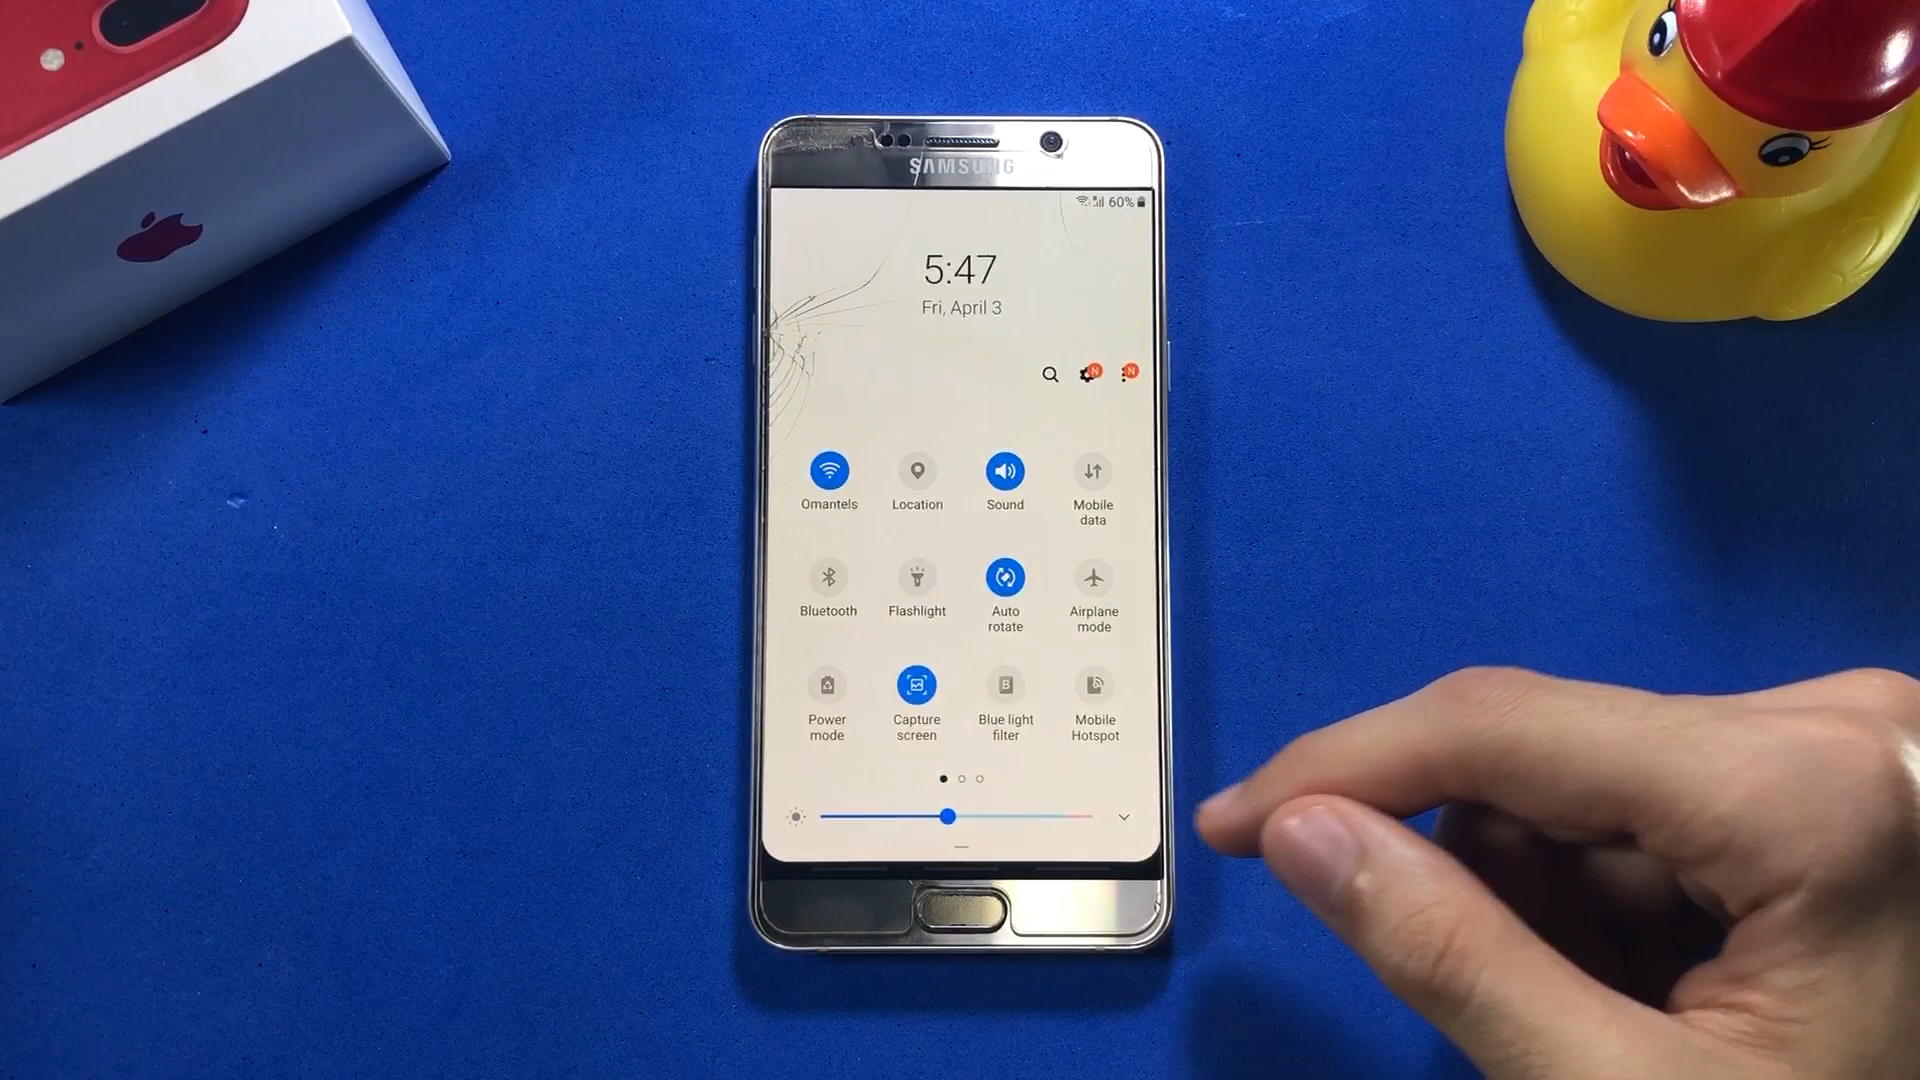 SAMSUNG
60%
5:47
Fri, April 3
N N
Omantels Location Sound Mobile
data
Bluetooth Flashlight Auto Airplane
rotate mode
B
Power Capture Blue light Mobile
mode screen filter Hotspot